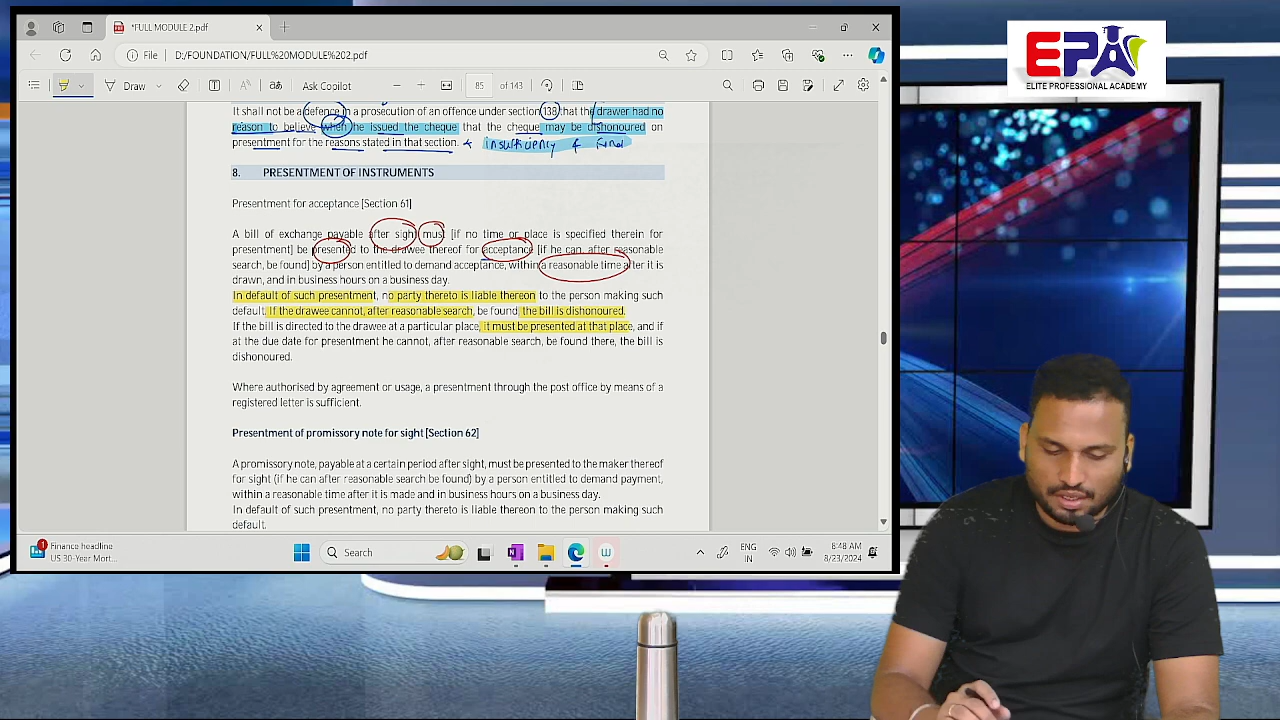 *FULL MODULE 2.pdf
File
D:/FOUNDATION/FULL%20MODULE
Draw
Ask Copilot
85
of 143
It shall not be a defence in a prosecution of an offence under section 138 that the drawer had no
reason to believe when he issued the cheque that the cheque may be dishonoured on
presentment for the reasons stated in that section.
8. PRESENTMENT OF INSTRUMENTS
Presentment for acceptance [Section 61]
A bill of exchange payable after sight must [if no time or place is specified therein for
presentment] be presented to the drawee thereof for acceptance [if he can, after reasonable
search, be found] by a person entitled to demand acceptance, within a reasonable time after it is
drawn, and in business hours on a business day.
In default of such presentment, no party thereto is liable thereon to the person making such
default. If the drawee cannot, after reasonable search, be found, the bill is dishonoured.
If the bill is directed to the drawee at a particular place, it must be presented at that place, and if
at the due date for presentment he cannot, after reasonable search, be found there, the bill is
dishonoured.
Where authorised by agreement or usage, a presentment through the post office by means of a
registered letter is sufficient.
Presentment of promissory note for sight [Section 62]
A promissory note, payable at a certain period after sight, must be presented to the maker thereof
for sight (if he can after reasonable search be found) by a person entitled to demand payment,
within a reasonable time after it is made and in business hours on a business day.
In default of such presentment, no party thereto is liable thereon to the person making such
default.
Finance headline
US 30-Year Mort...
Search
ENG
IN
8:48 AM
8/23/2024
EPA
ELITE PROFESSIONAL ACADEMY